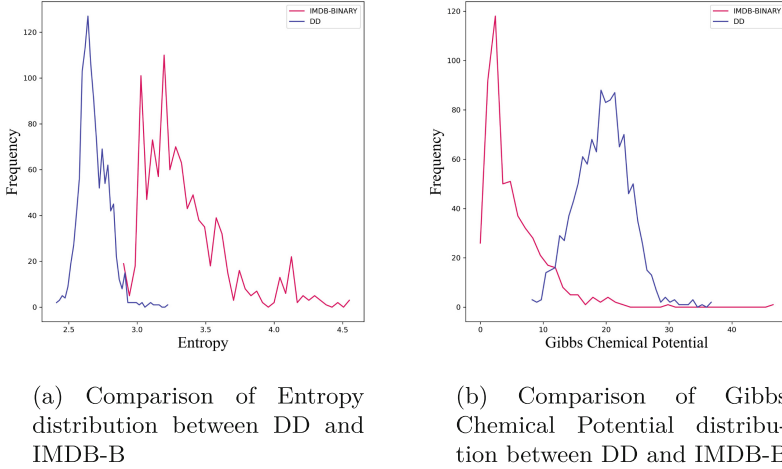 IMDB-BINARY
DD
120
100
80
60
40
20
0
Frequency
2.5 3.0 3.5 4.0 4.5
Entropy
IMDB-BINARY
DD
120
100
80
60
40
20
0
Frequency
0 10 20 30 40
Gibbs Chemical Potential
(a) Comparison of Entropy
distribution between DD and
IMDB-B
(b) Comparison of Gibbs
Chemical Potential distribu-
tion between DD and IMDB-B